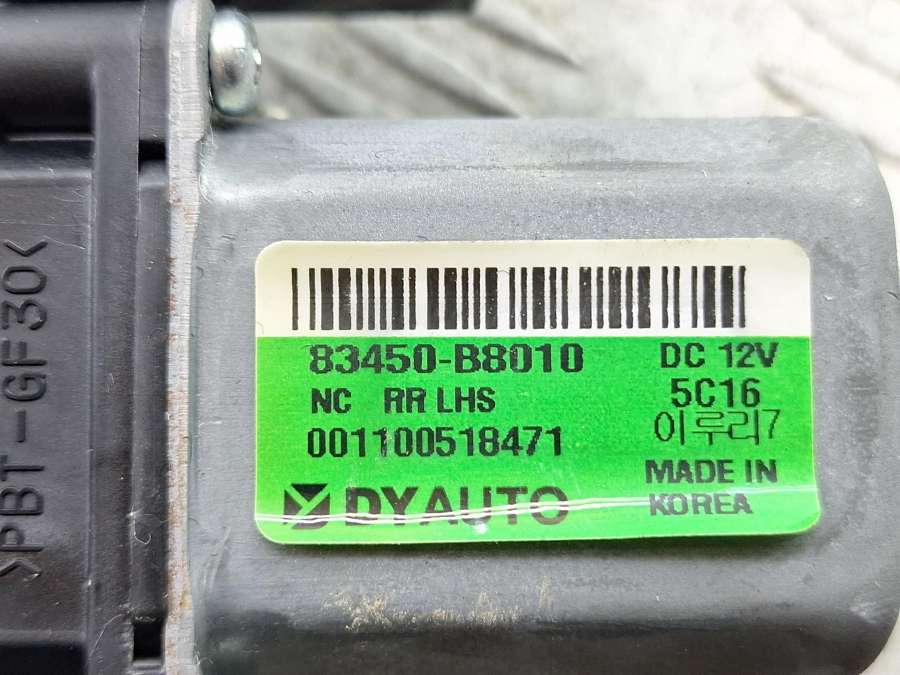 83450-B8010 DC 12V
NC RR LHS 5C16
001100518471 이루리7
DYAUTO MADE IN
KOREA
>PBT-GF30<